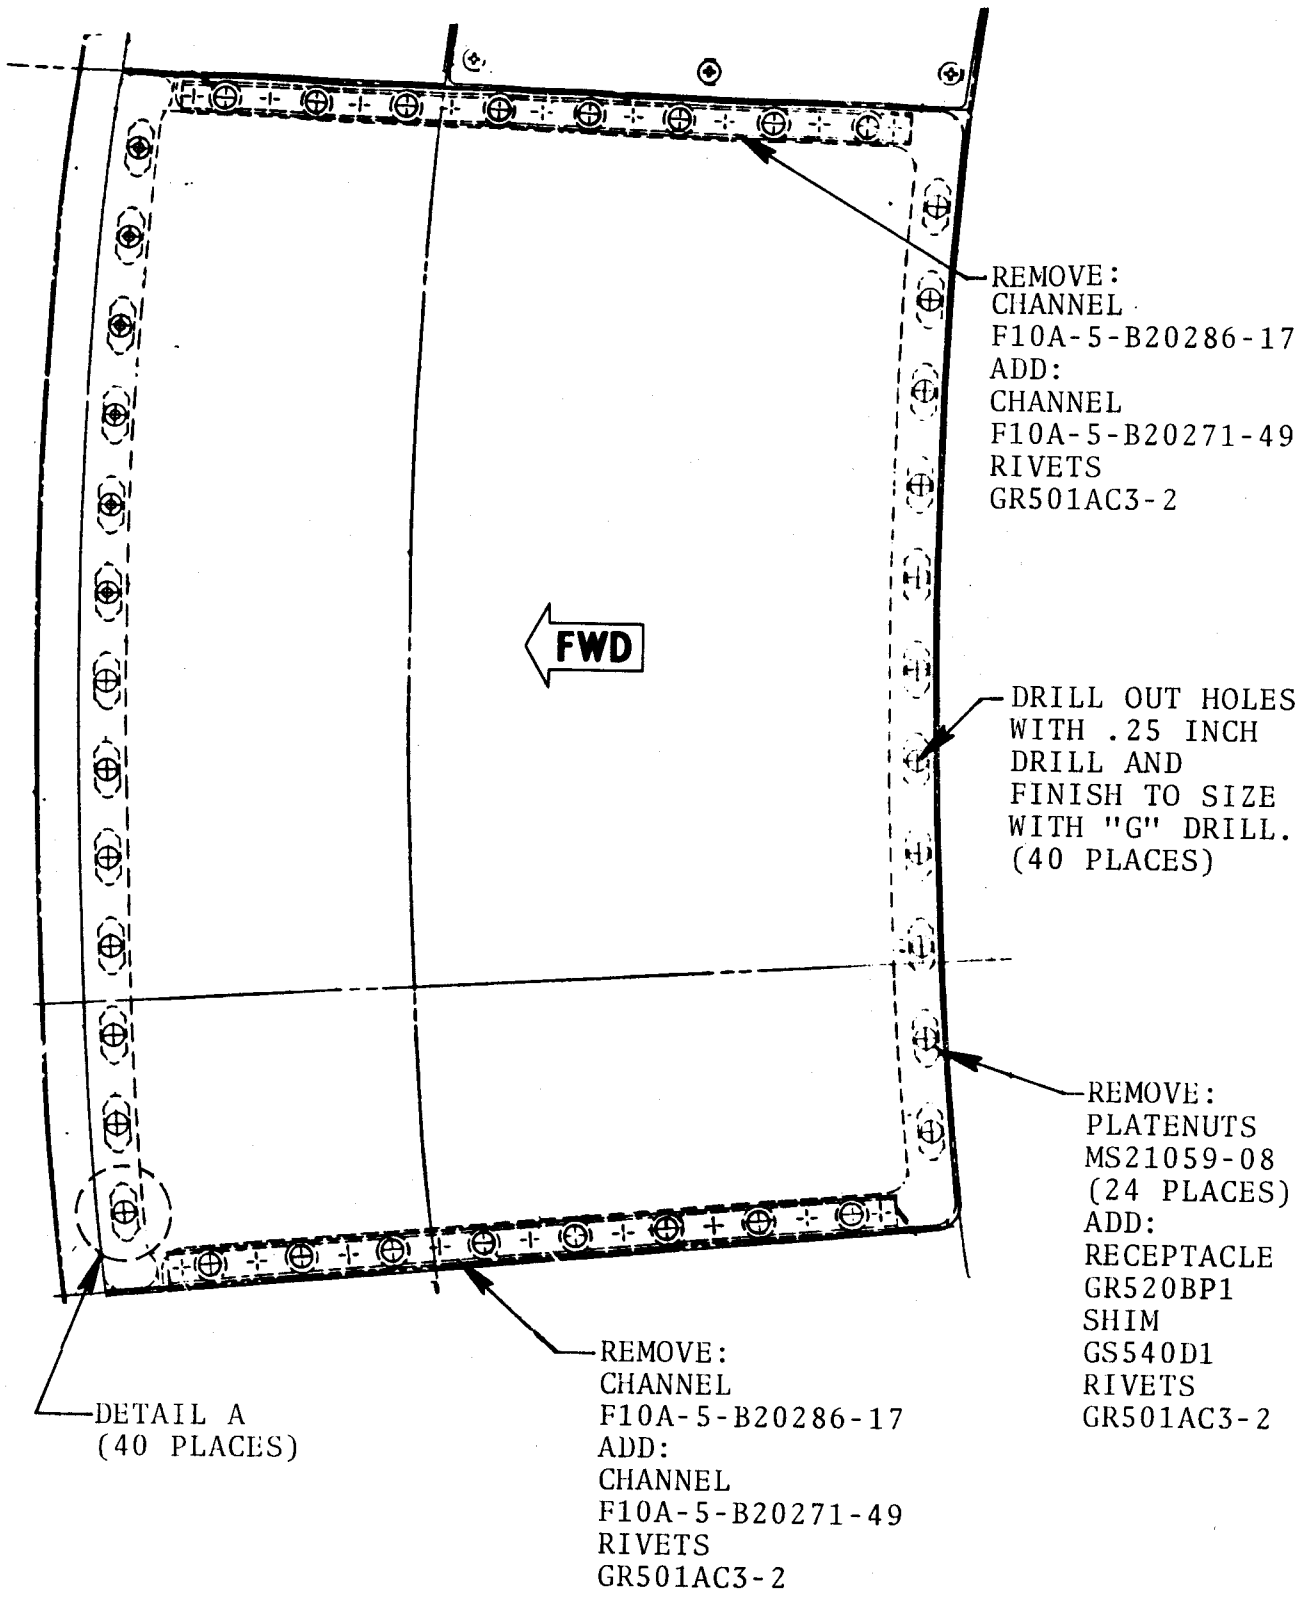 REMOVE:
CHANNEL
F10A-5-B20286-17
ADD:
CHANNEL
F10A-5-B20271-49
RIVETS
GR501AC3-2
FWD
DRILL OUT HOLES
WITH .25 INCH
DRILL AND
FINISH TO SIZE
WITH "G" DRILL.
(40 PLACES)
REMOVE:
PLATENUTS
MS21059-08
(24 PLACES)
ADD:
RECEPTACLE
GR520BP1
SHIM
GS540D1
RIVETS
GR501AC3-2
REMOVE:
CHANNEL
F10A-5-B20286-17
ADD:
CHANNEL
F10A-5-B20271-49
RIVETS
GR501AC3-2
DETAIL A
(40 PLACES)